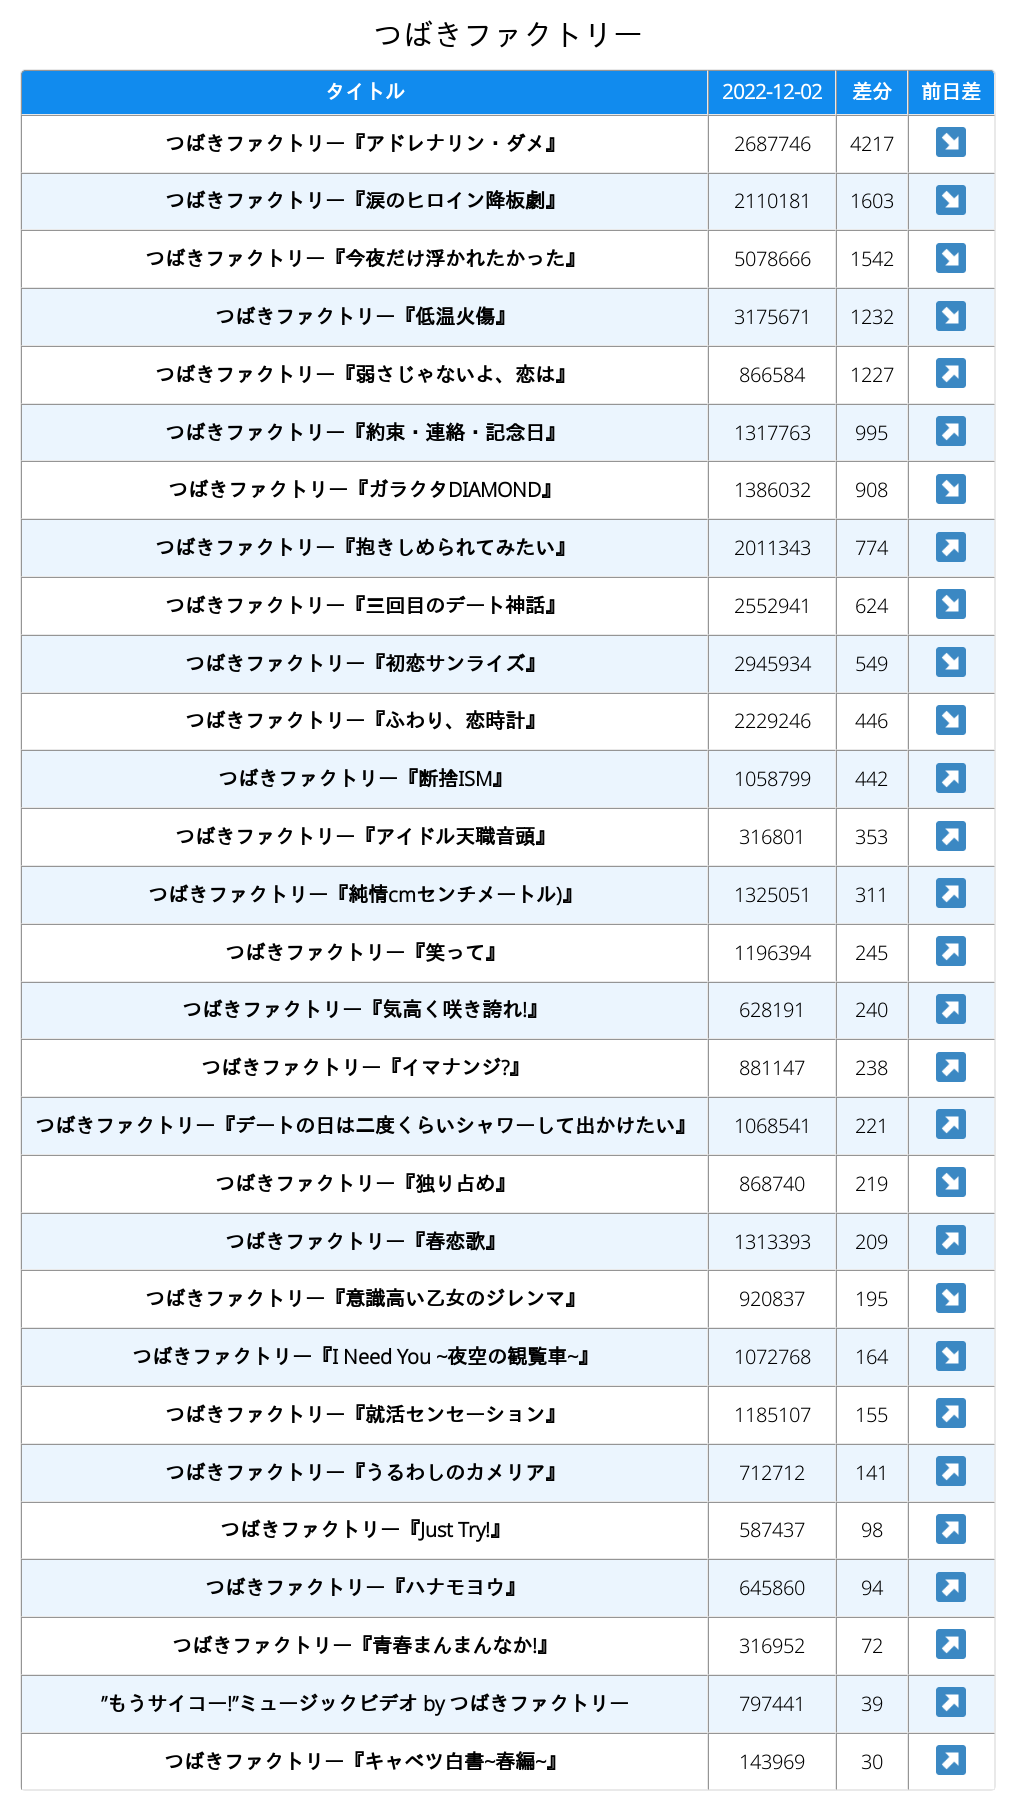 つばきファクトリー
タイトル 2022-12-02 差分 前日差
つばきファクトリー『アドレナリン・ダメ』 2687746 4217 ↘
つばきファクトリー『涙のヒロイン降板劇』 2110181 1603 ↘
つばきファクトリー『今夜だけ浮かれたかった』 5078666 1542 ↘
つばきファクトリー『低温火傷』 3175671 1232 ↘
つばきファクトリー『弱さじゃないよ、恋は』 866584 1227 ↗
つばきファクトリー『約束・連絡・記念日』 1317763 995 ↗
つばきファクトリー『ガラクタDIAMOND』 1386032 908 ↘
つばきファクトリー『抱きしめられてみたい』 2011343 774 ↗
つばきファクトリー『三回目のデート神話』 2552941 624 ↘
つばきファクトリー『初恋サンライズ』 2945934 549 ↘
つばきファクトリー『ふわり、恋時計』 2229246 446 ↘
つばきファクトリー『断捨ISM』 1058799 442 ↗
つばきファクトリー『アイドル天職音頭』 316801 353 ↗
つばきファクトリー『純情cmセンチメートル)』 1325051 311 ↗
つばきファクトリー『笑って』 1196394 245 ↗
つばきファクトリー『気高く咲き誇れ!』 628191 240 ↗
つばきファクトリー『イマナンジ?』 881147 238 ↗
つばきファクトリー『デートの日は二度くらいシャワーして出かけたい』 1068541 221 ↗
つばきファクトリー『独り占め』 868740 219 ↘
つばきファクトリー『春恋歌』 1313393 209 ↗
つばきファクトリー『意識高い乙女のジレンマ』 920837 195 ↘
つばきファクトリー『I Need You ~夜空の観覧車~』 1072768 164 ↘
つばきファクトリー『就活センセーション』 1185107 155 ↗
つばきファクトリー『うるわしのカメリア』 712712 141 ↗
つばきファクトリー『Just Try!』 587437 98 ↗
つばきファクトリー『ハナモヨウ』 645860 94 ↗
つばきファクトリー『青春まんまんなか!』 316952 72 ↗
”もうサイコー!”ミュージックビデオ by つばきファクトリー 797441 39 ↗
つばきファクトリー『キャベツ白書~春編~』 143969 30 ↗